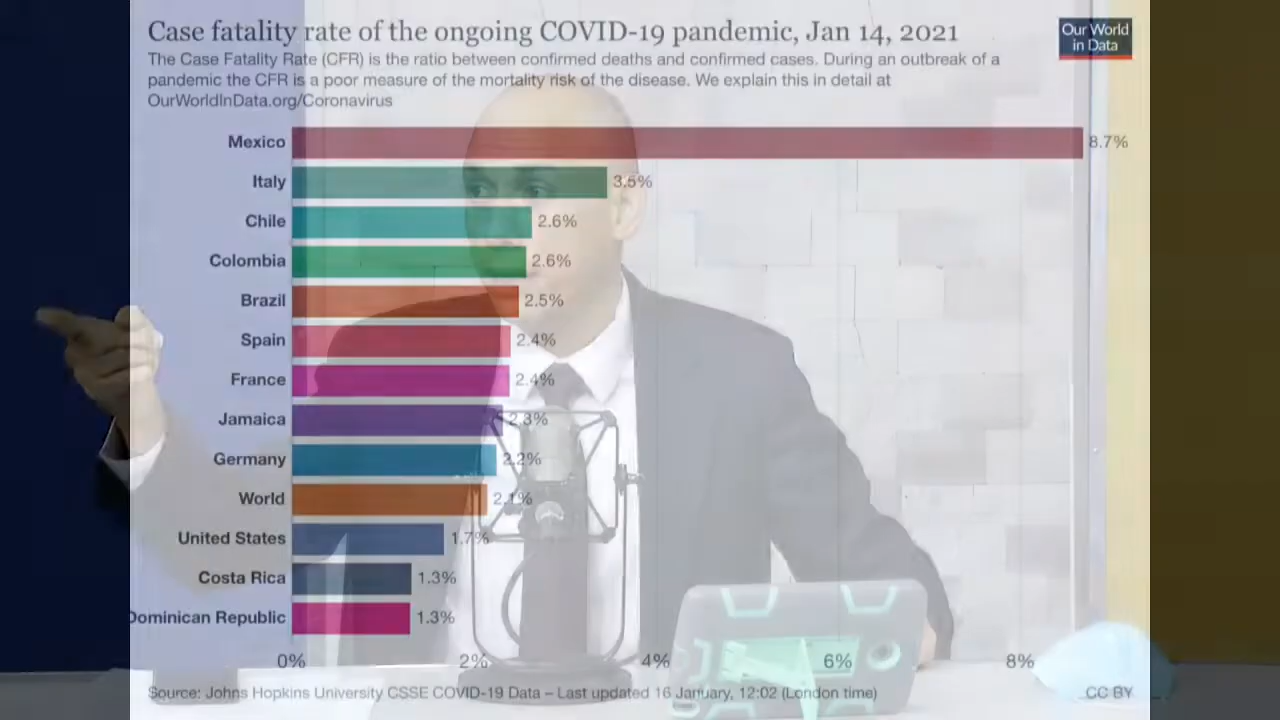 Case fatality rate of the ongoing COVID-19 pandemic, Jan 14, 2021
Our World
in Data
The Case Fatality Rate (CFR) is the ratio between confirmed deaths and confirmed cases. During an outbreak of a
pandemic the CFR is a poor measure of the mortality risk of the disease. We explain this in detail at
OurWorldInData.org/Coronavirus
Mexico 8.7%
Italy 3.5%
Chile 2.6%
Colombia 2.6%
Brazil 2.5%
Spain 2.4%
France 2.4%
Jamaica 2.3%
Germany 2.2%
World 2.1%
United States 1.7%
Costa Rica 1.3%
Dominican Republic 1.3%
0% 2% 4% 6% 8%
Source: Johns Hopkins University CSSE COVID-19 Data – Last updated 16 January, 12:02 (London time)
CC BY